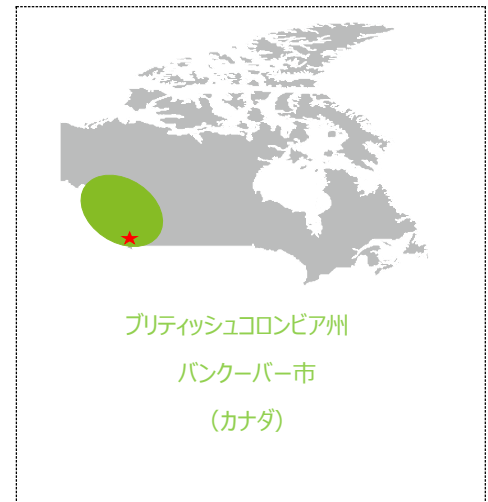 ブリティッシュコロンビア州
バンクーバー市
（カナダ）